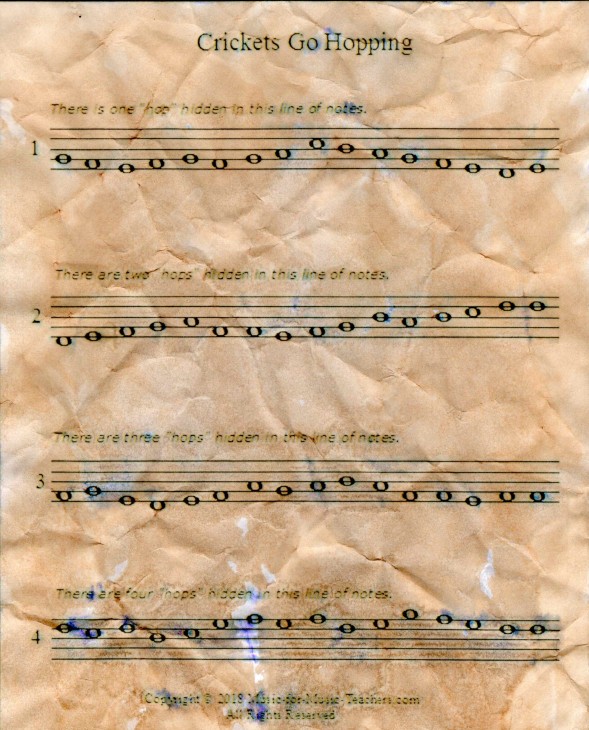 Crickets Go Hopping
There is one "hop" hidden in this line of notes.
1
There are two "hops" hidden in this line of notes.
2
There are three "hops" hidden in this line of notes.
3
There are four "hops" hidden in this line of notes.
4
Copyright © 2018 Music-for-Music-Teachers.com
All Rights Reserved